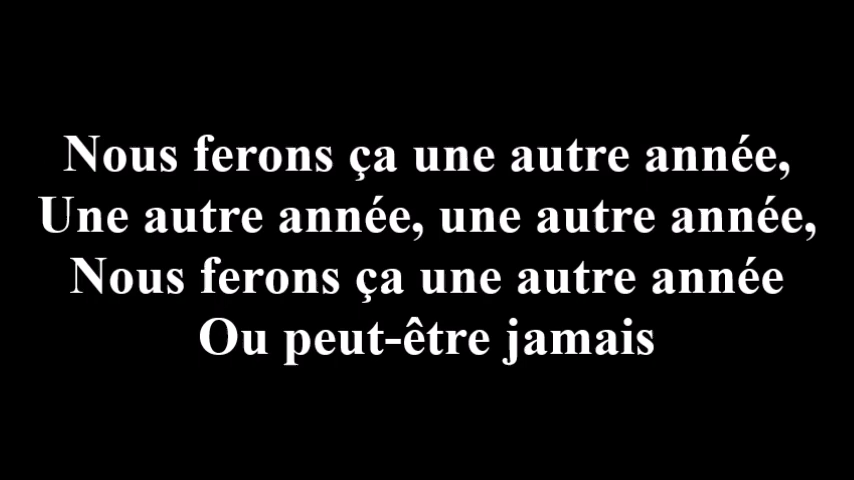 Nous ferons ça une autre année,
Une autre année, une autre année,
Nous ferons ça une autre année
Ou peut-être jamais